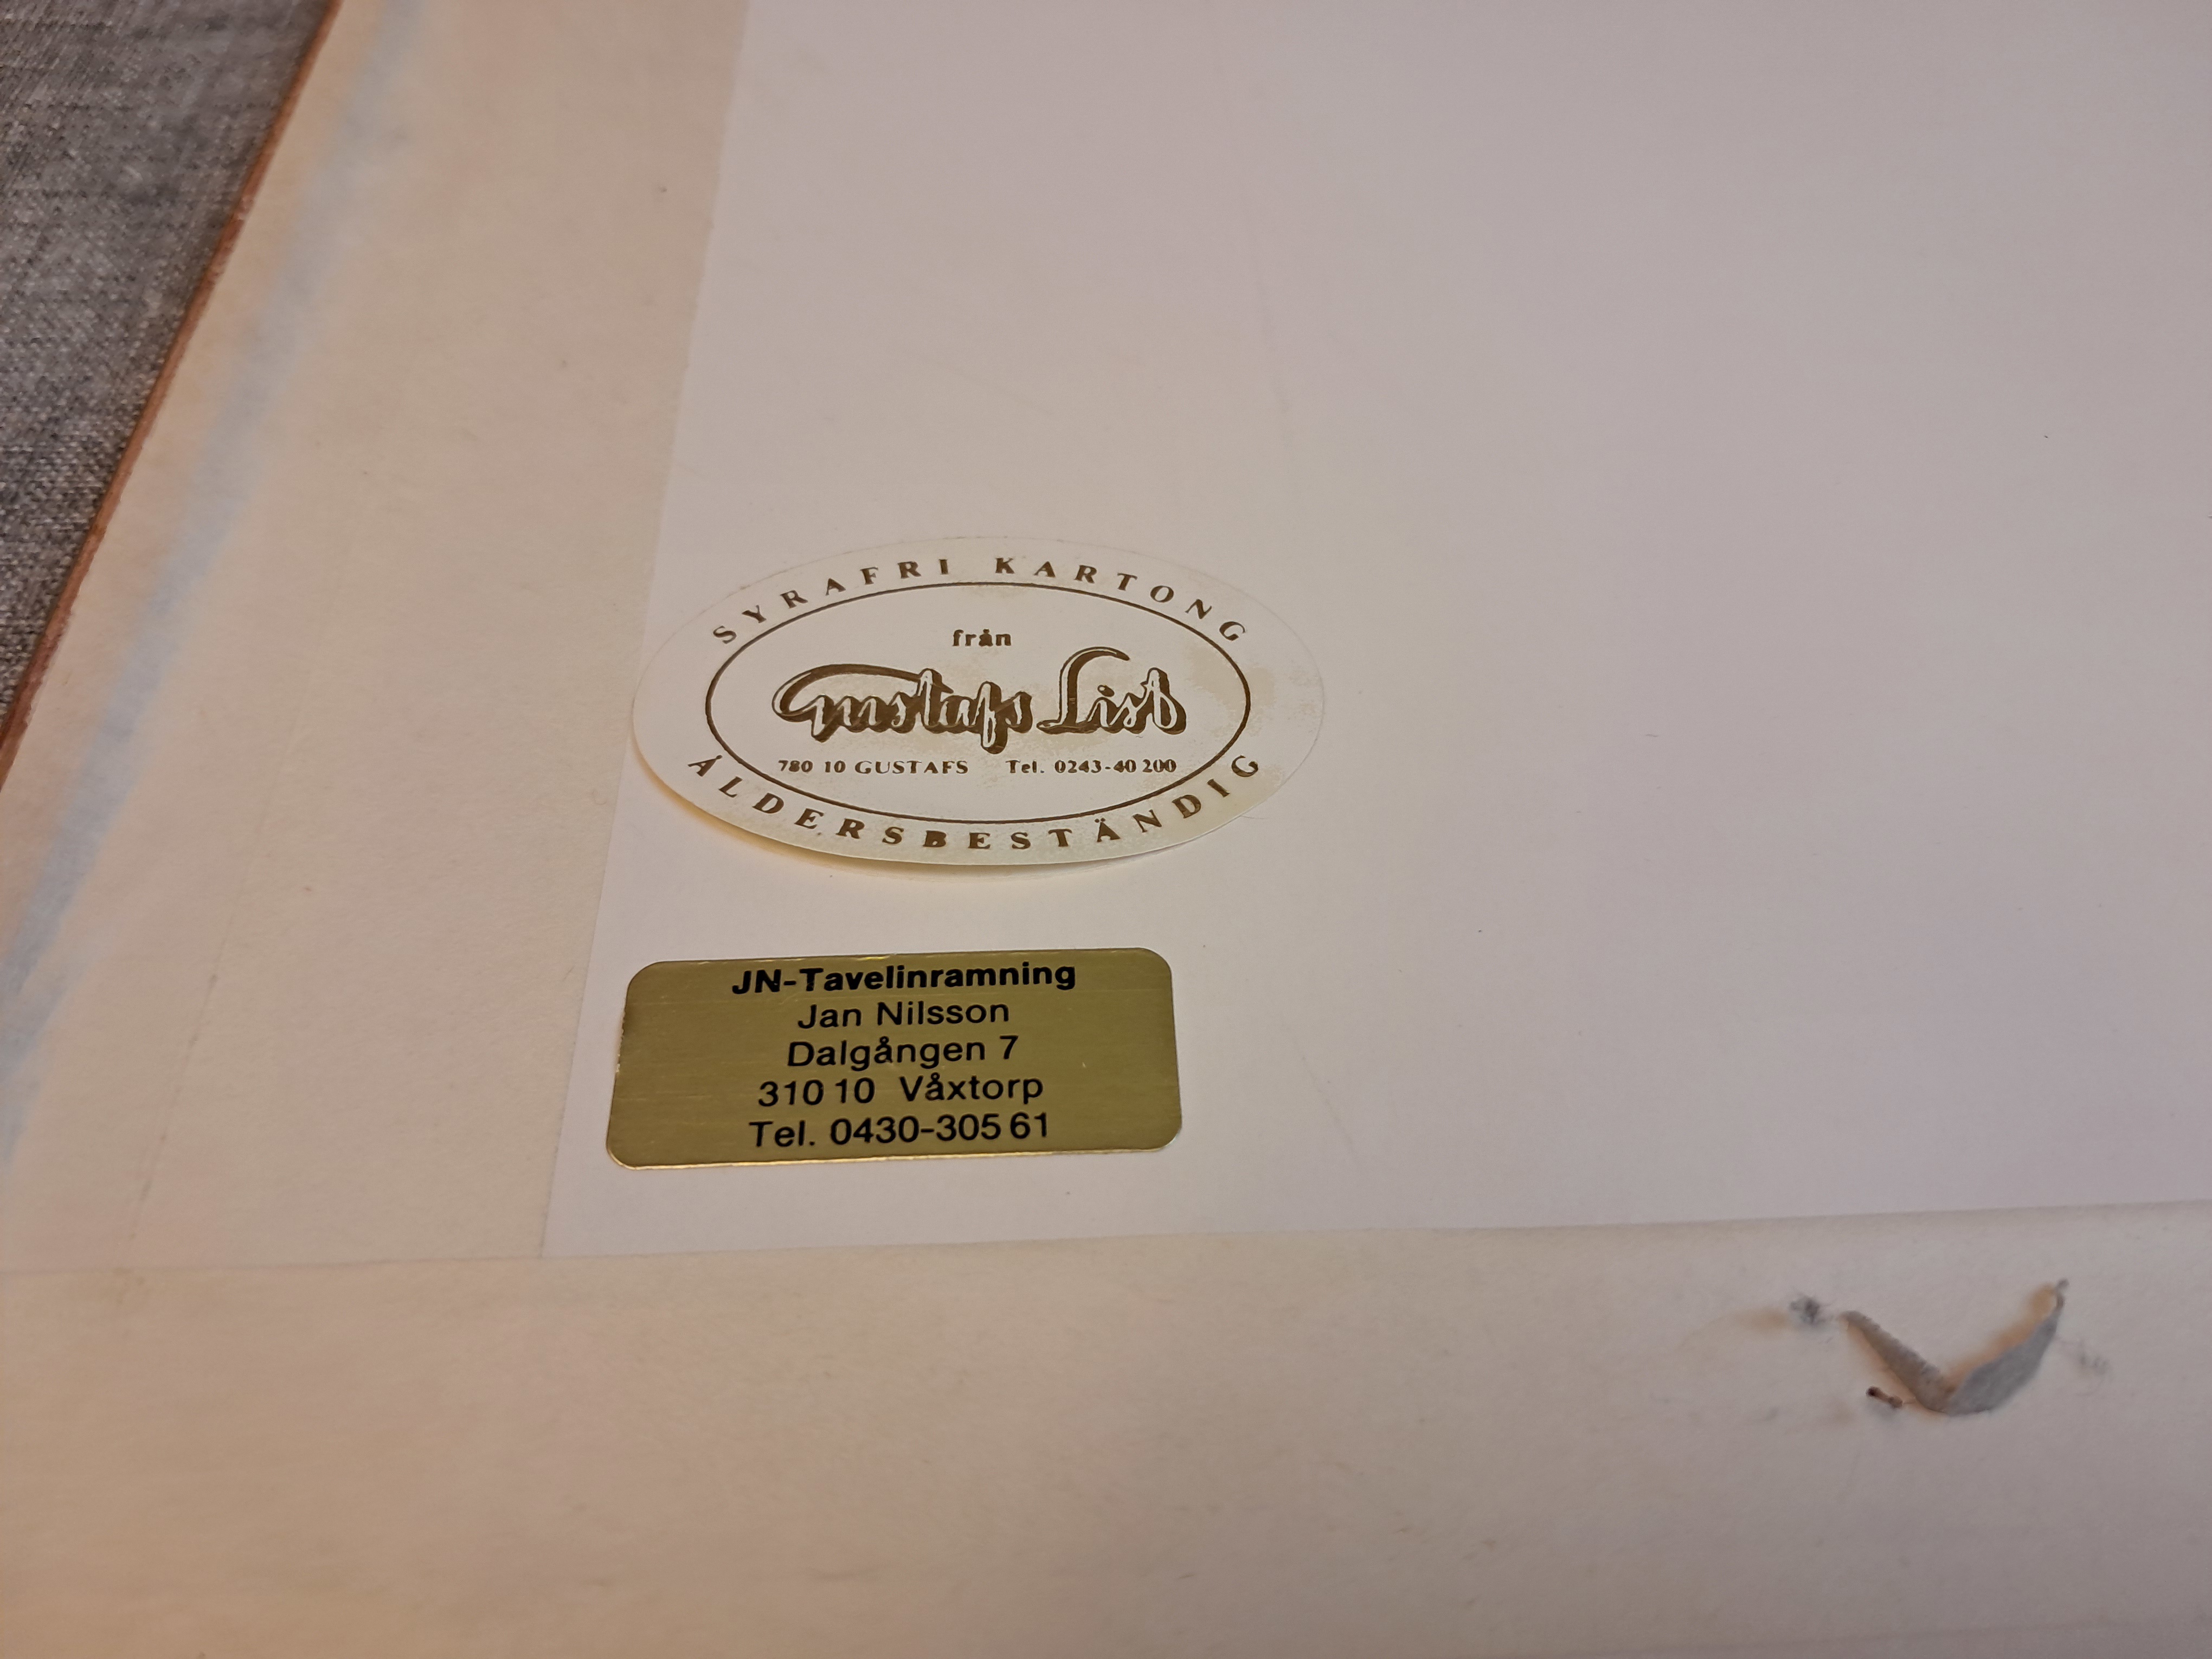 SYRAFRI KARTONG
från
Gustafs List
780 10 GUSTAFS Tel. 0243-40 200
ÅLDERSBESTÄNDIG
JN-Tavelinramning
Jan Nilsson
Dalgången 7
310 10 Våxtorp
Tel. 0430-305 61